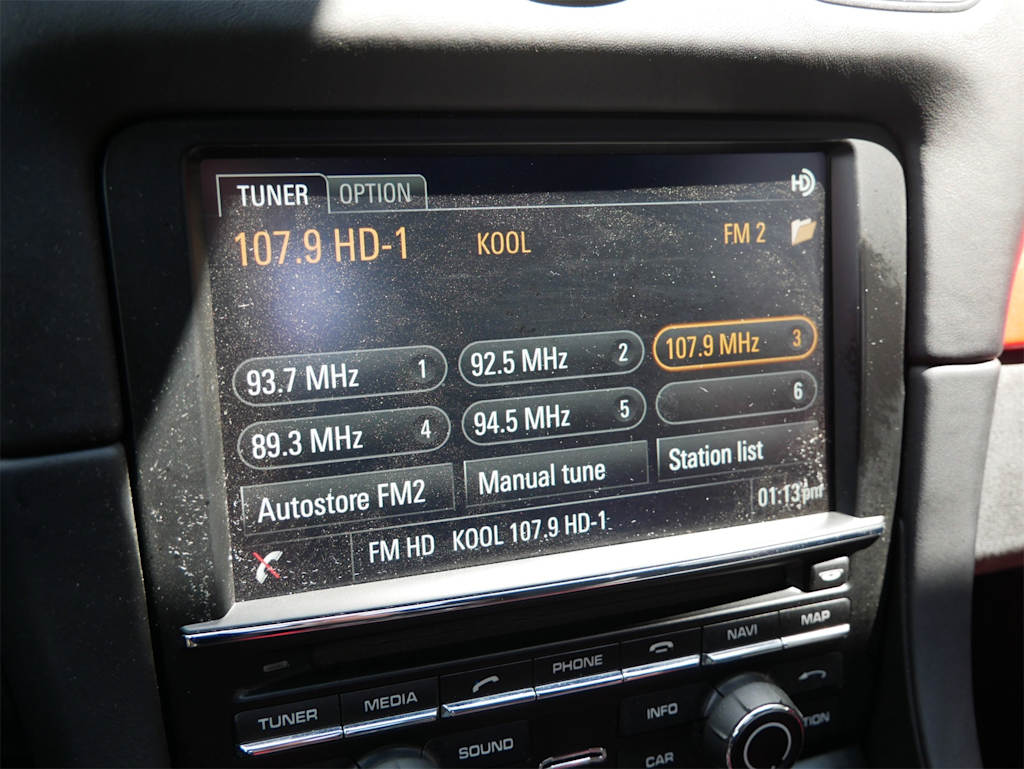 TUNER OPTION HD
107.9 HD-1 KOOL FM 2
93.7 MHz 1 92.5 MHz 2 107.9 MHz 3
89.3 MHz 4 94.5 MHz 5 6
Autostore FM2 Manual tune Station list
01:13pm
FM HD KOOL 107.9 HD-1
TUNER MEDIA PHONE NAVI MAP
SOUND INFO
CAR